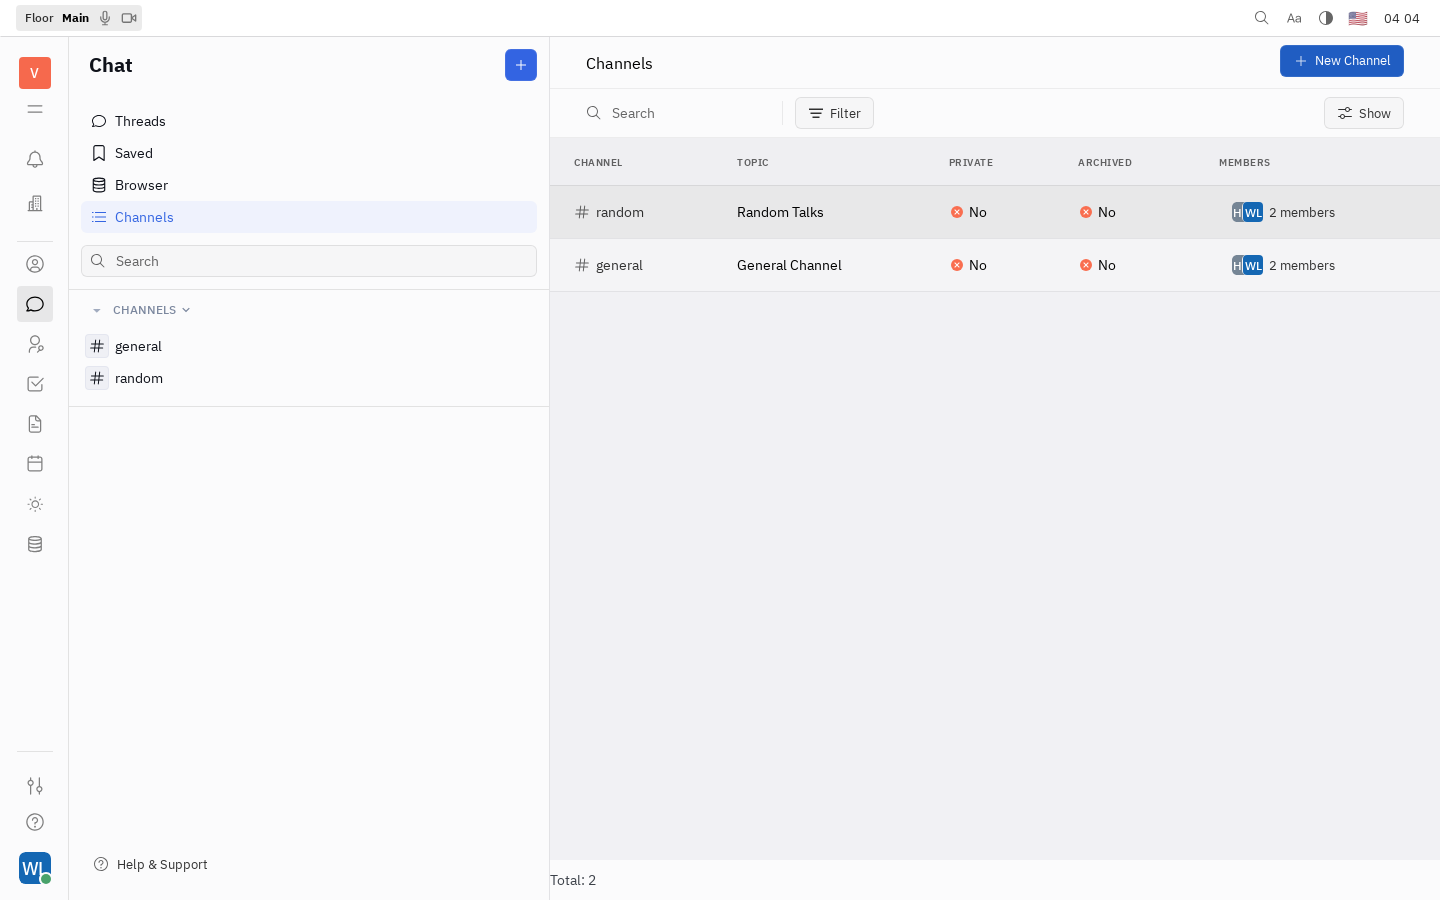 Floor Main
Aa
04 04
V
Chat
Threads
Saved
Browser
Channels
Search
CHANNELS
general
random
Help & Support
WL
Channels
New Channel
Search
Filter
Show
CHANNEL TOPIC PRIVATE ARCHIVED MEMBERS
random Random Talks No No H WL 2 members
general General Channel No No H WL 2 members
Total: 2